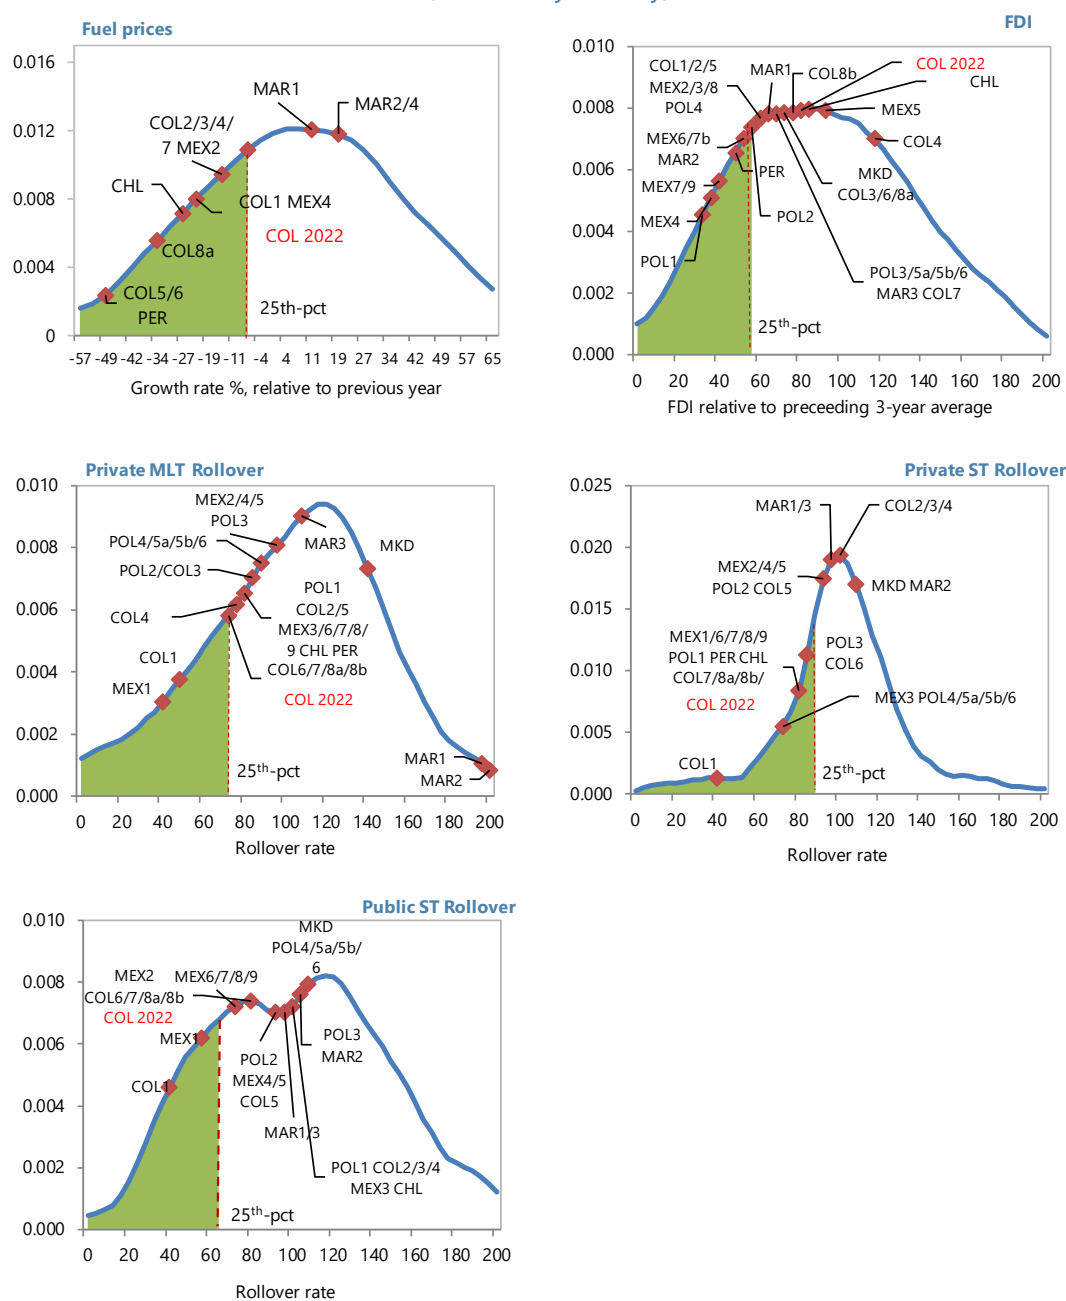 Fuel prices
0.016
0.012
0.008
0.004
0
MAR1
MAR2/4
COL2/3/4/
7 MEX2
CHL
COL1 MEX4
COL 2022
COL8a
COL5/6
PER
25th-pct
-57 -49 -42 -34 -27 -19 -11 -4 4 11 19 27 34 42 49 57 65
Growth rate %, relative to previous year
FDI
0.010
0.008
0.006
0.004
0.002
0.000
COL1/2/5
MEX2/3/8
POL4
MAR1
COL8b
COL 2022
CHL
MEX5
COL4
MEX6/7b
MAR2
PER
MKD
COL3/6/8a
MEX7/9
MEX4
POL2
POL1
POL3/5a/5b/6
MAR3 COL7
25th-pct
0 20 40 60 80 100 120 140 160 180 200
FDI relative to preceeding 3-year average
Private MLT Rollover
0.010
0.008
0.006
0.004
0.002
0.000
MEX2/4/5
POL3
MAR3
MKD
POL4/5a/5b/6
POL2/COL3
POL1
COL2/5
MEX3/6/7/8/
9 CHL PER
COL6/7/8a/8b
COL 2022
COL4
COL1
MEX1
MAR1
MAR2
25th-pct
0 20 40 60 80 100 120 140 160 180 200
Rollover rate
Private ST Rollover
0.025
0.020
0.015
0.010
0.005
0.000
MAR1/3
COL2/3/4
MEX2/4/5
POL2 COL5
MKD MAR2
MEX1/6/7/8/9
POL1 PER CHL
COL7/8a/8b/
COL 2022
POL3
COL6
MEX3 POL4/5a/5b/6
COL1
25th-pct
0 20 40 60 80 100 120 140 160 180 200
Rollover rate
Public ST Rollover
0.010
0.008
0.006
0.004
0.002
0.000
MKD
POL4/5a/5b/
6
MEX2
COL6/7/8a/8b
COL 2022
MEX6/7/8/9
MEX1
COL1
POL2
MEX4/5
COL5
POL3
MAR2
MAR1/3
POL1 COL2/3/4
MEX3 CHL
25th-pct
0 20 40 60 80 100 120 140 160 180 200
Rollover rate